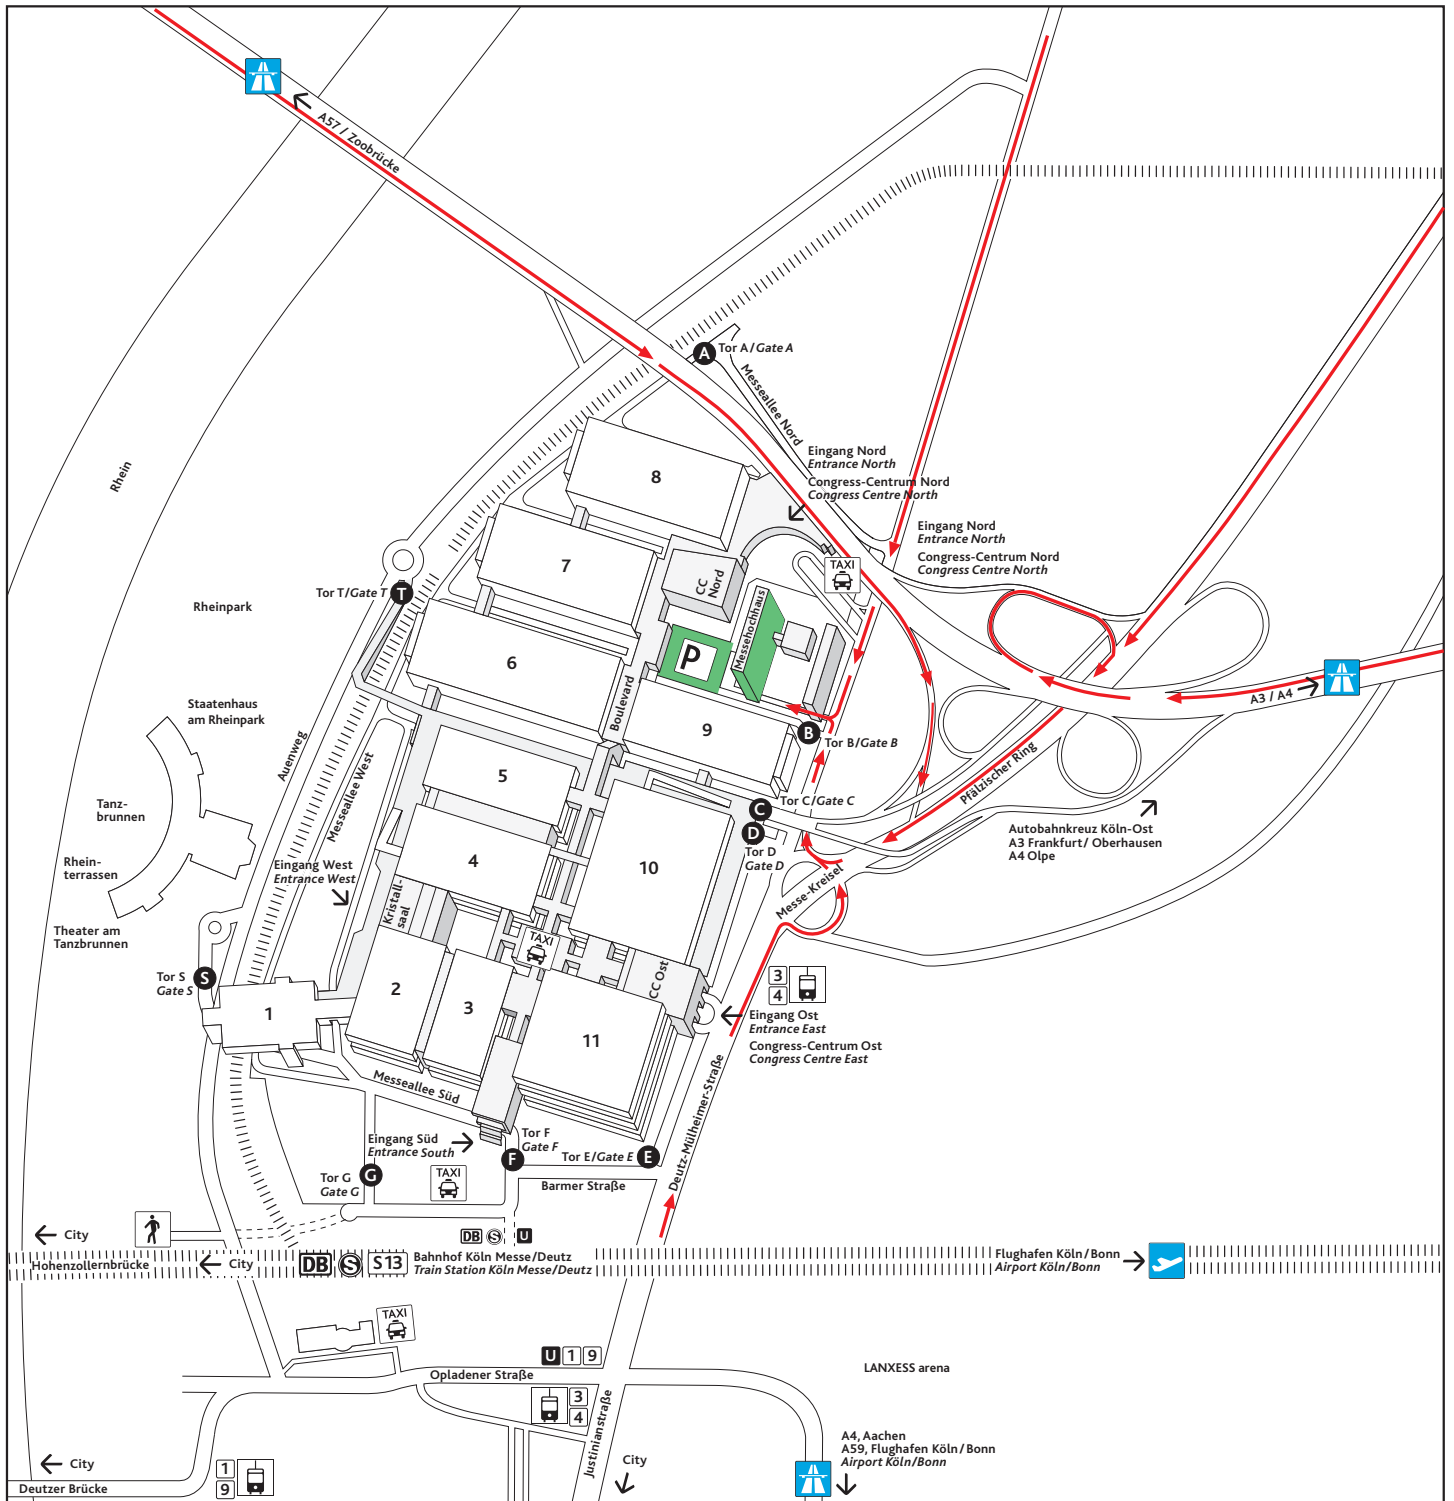 A57 / Zoobrücke
A
Tor A/Gate A
Messeallee Nord
Eingang Nord
Entrance North
Congress-Centrum Nord
Congress Centre North
8
Rhein
Eingang Nord
Entrance North
Congress-Centrum Nord
Congress Centre North
7
CC
Nord
TAXI
Tor T/Gate T
T
Rheinpark
Messehochhaus
P
6
Staatenhaus
am Rheinpark
Boulevard
A3 / A4
9
B
Tor B/Gate B
Auenweg
Messeallee West
5
Pfälzischer Ring
Tanz-
brunnen
C
Tor C/Gate C
D
Tor D
Gate D
Autobahnkreuz Köln-Ost
A3 Frankfurt/ Oberhausen
A4 Olpe
Rhein-
terrassen
Eingang West
Entrance West
4
10
Kristall-
saal
Messe-Kreisel
Theater am
Tanzbrunnen
TAXI
Tor S
Gate S
S
CC Ost
3
4
2
3
1
Eingang Ost
Entrance East
Congress-Centrum Ost
Congress Centre East
11
Messeallee Süd
Deutz-Mülheimer-Straße
Eingang Süd
Entrance South
Tor F
Gate F
F
Tor E/Gate E
E
Tor G
Gate G
G
TAXI
Barmer Straße
City
DB S U
Hohenzollernbrücke
City
DB S S 13
Bahnhof Köln Messe/Deutz
Train Station Köln Messe/Deutz
Flughafen Köln/Bonn
Airport Köln/Bonn
TAXI
U 1 9
Opladener Straße
LANXESS arena
3
4
Justinianstraße
City
A4, Aachen
A59, Flughafen Köln/Bonn
Airport Köln/Bonn
City
1
9
Deutzer Brücke